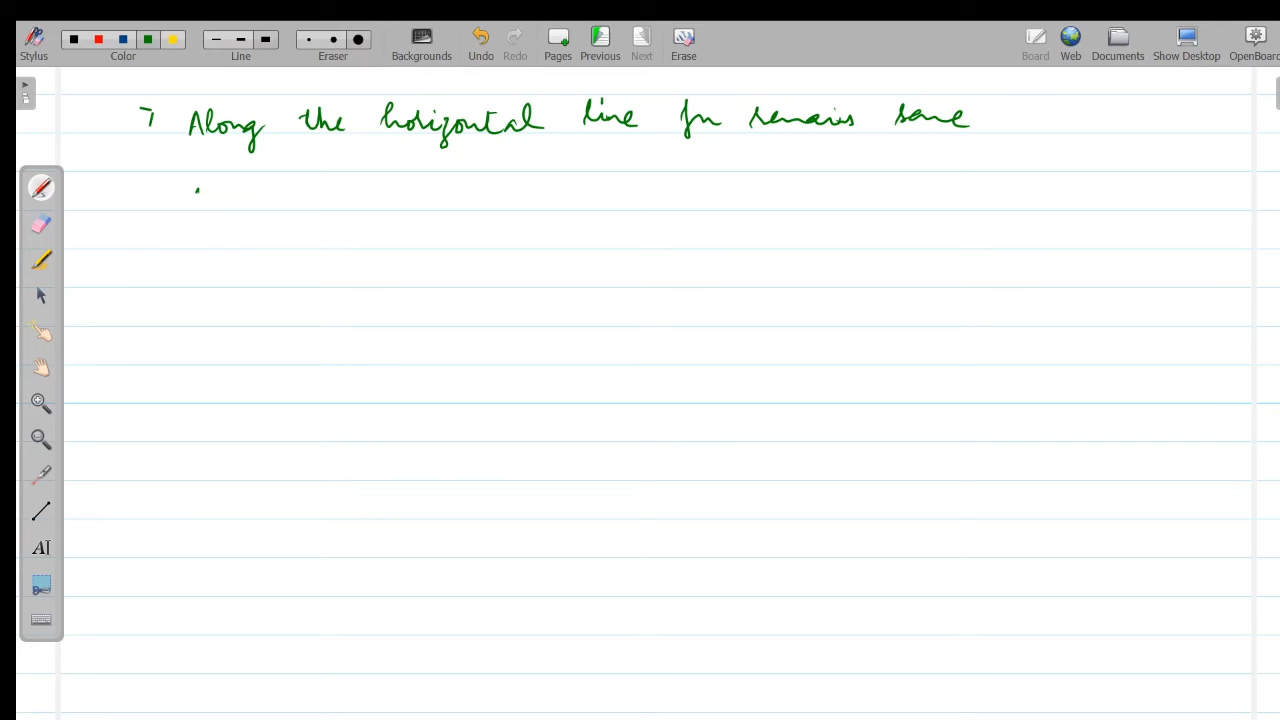 Stylus Color Line Eraser Backgrounds Undo Redo Pages Previous Next Erase Board Web Documents Show Desktop OpenBoard
Along the horizontal line fn remains same
AI